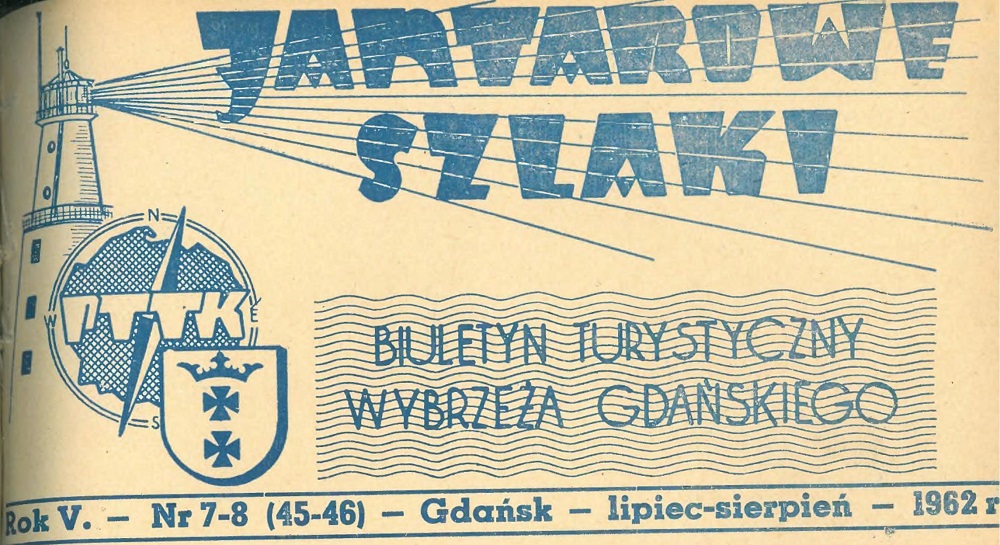 JANTAROWE
SZLAKI
N
W
PTTK
E
S
BIULETYN TURYSTYCZNY
WYBRZEŻA GDAŃSKIEGO
Rok V. — Nr 7-8 (45-46) — Gdańsk — lipiec-sierpień — 1962 r